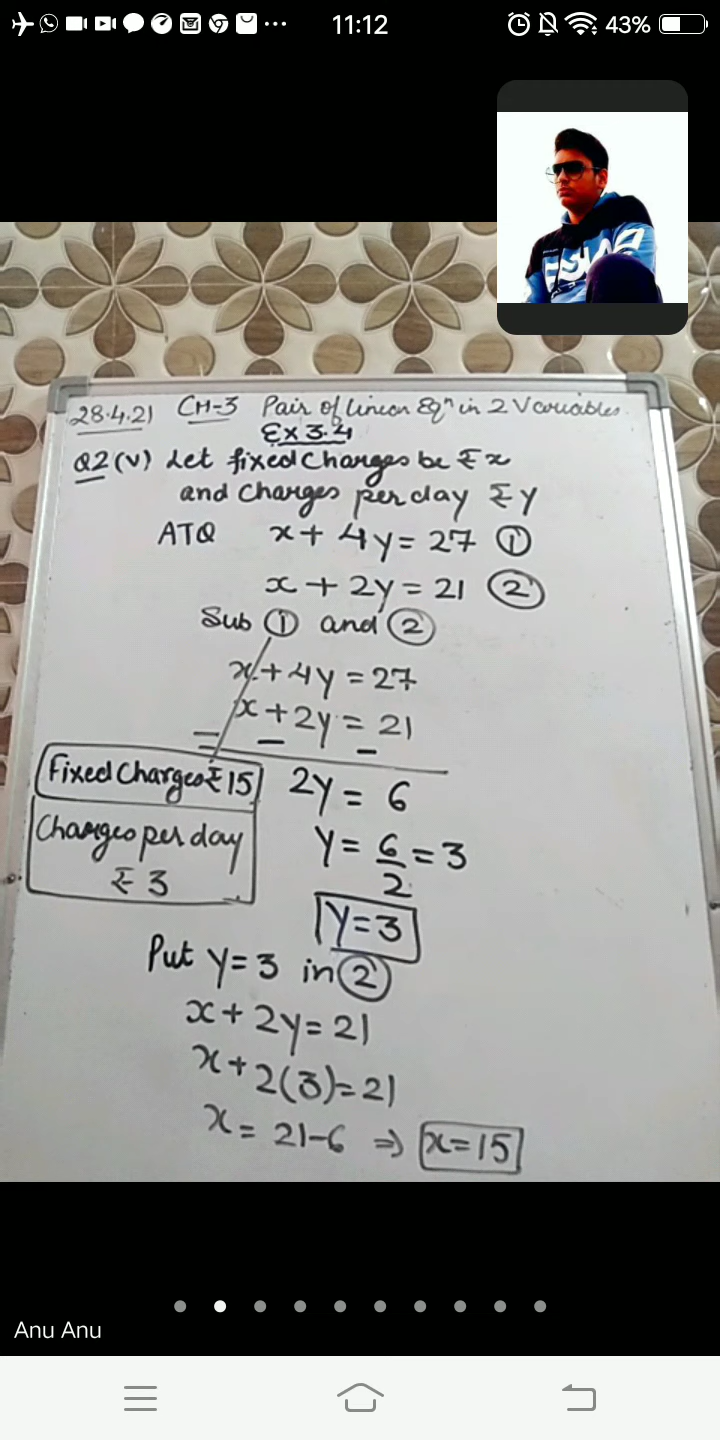 11:12
43%
28.4.21 CH-3 Pair of linear Eqⁿ in 2 Variables.
Ex 3.4
Q2 (V) Let fixed Charges be ₹ x
and Charges per day ₹ y
ATQ x + 4y = 27 ①
x + 2y = 21 ②
Sub ① and ②
x + 4y = 27
x + 2y = 21
− − −
2y = 6
Fixed Charges ₹ 15
Charges per day
₹ 3
y = 6/2 = 3
y = 3
Put y = 3 in ②
x + 2y = 21
x + 2(3) = 21
x = 21 - 6 ⇒ x = 15
Anu Anu